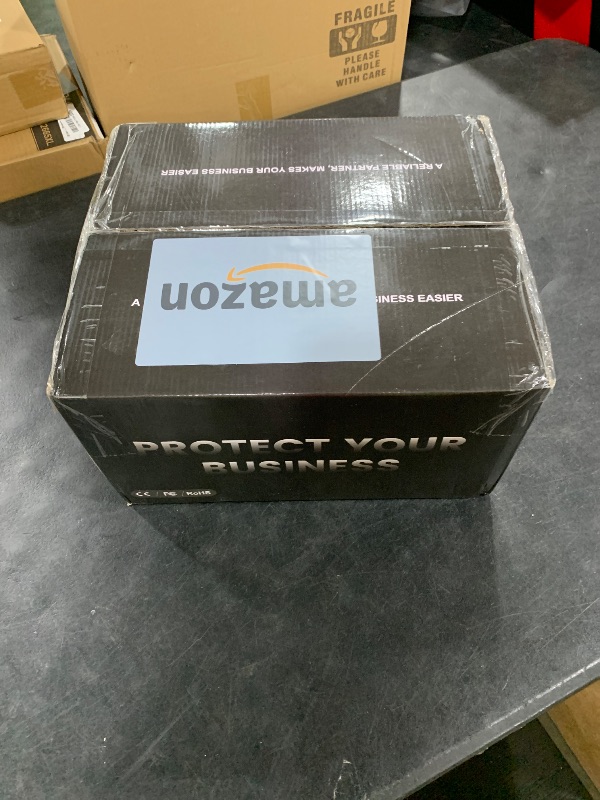 FRAGILE
PLEASE
HANDLE
WITH CARE
2165XL
A RELIABLE PARTNER, MAKES YOUR BUSINESS EASIER
amazon
A
SINESS EASIER
PROTECT YOUR
BUSINESS
CE / FC / RoHS